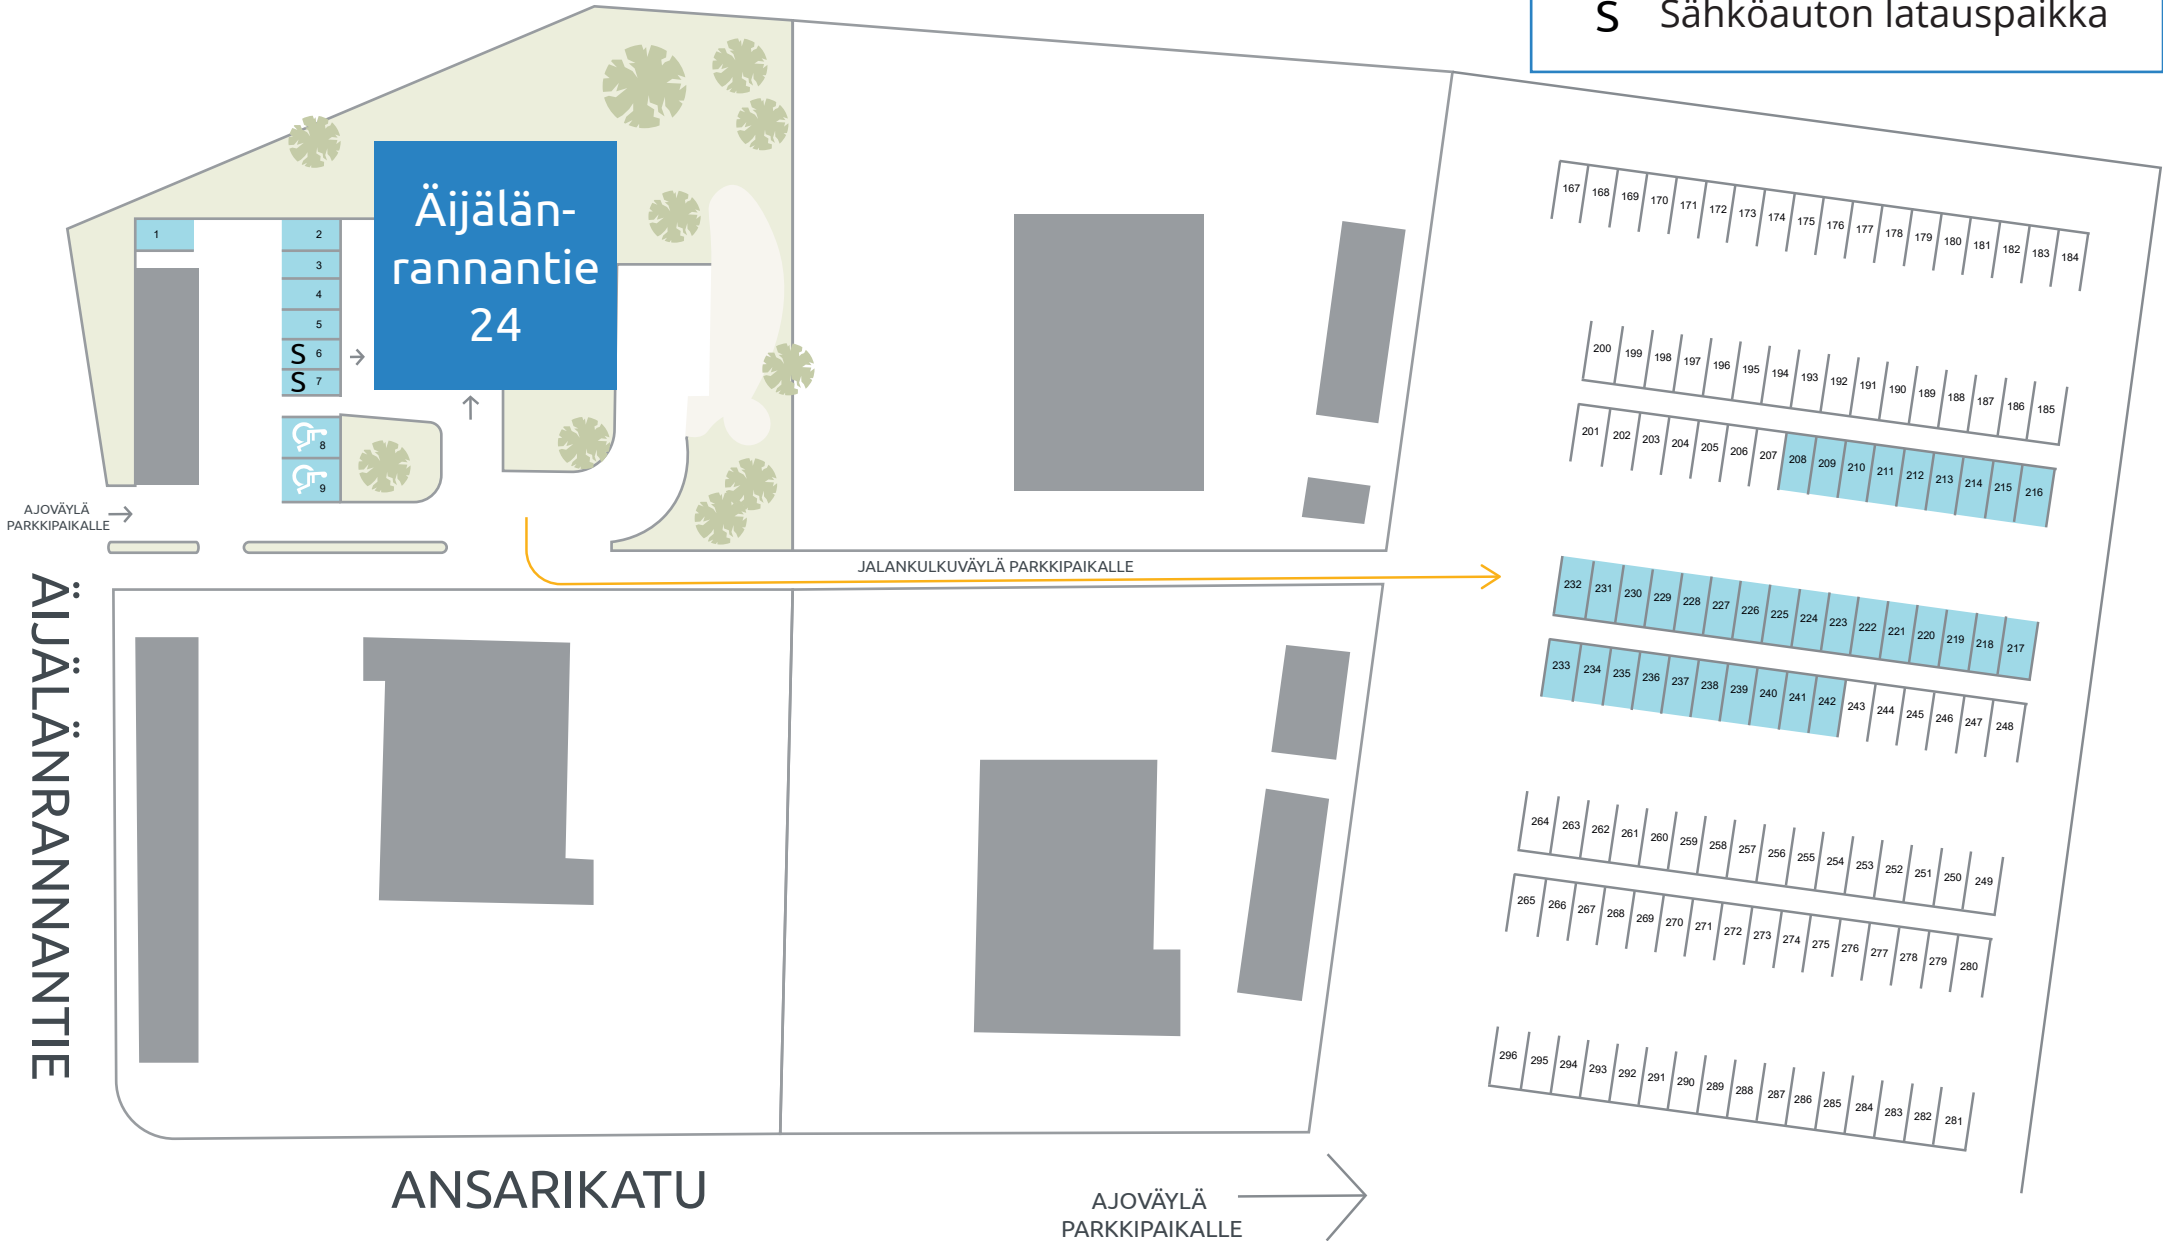 S Sähköauton latauspaikka
Äijälän-
rannantie
24
1
2
3
4
5
S 6
S 7
8
9
AJOVÄYLÄ
PARKKIPAIKALLE
JALANKULKUVÄYLÄ PARKKIPAIKALLE
ÄIJÄLÄNRANNANTIE
ANSARIKATU
AJOVÄYLÄ
PARKKIPAIKALLE
167 168 169 170 171 172 173 174 175 176 177 178 179 180 181 182 183 184
200 199 198 197 196 195 194 193 192 191 190 189 188 187 186 185
201 202 203 204 205 206 207 208 209 210 211 212 213 214 215 216
232 231 230 229 228 227 226 225 224 223 222 221 220 219 218 217
233 234 235 236 237 238 239 240 241 242 243 244 245 246 247 248
264 263 262 261 260 259 258 257 256 255 254 253 252 251 250 249
265 266 267 268 269 270 271 272 273 274 275 276 277 278 279 280
296 295 294 293 292 291 290 289 288 287 286 285 284 283 282 281